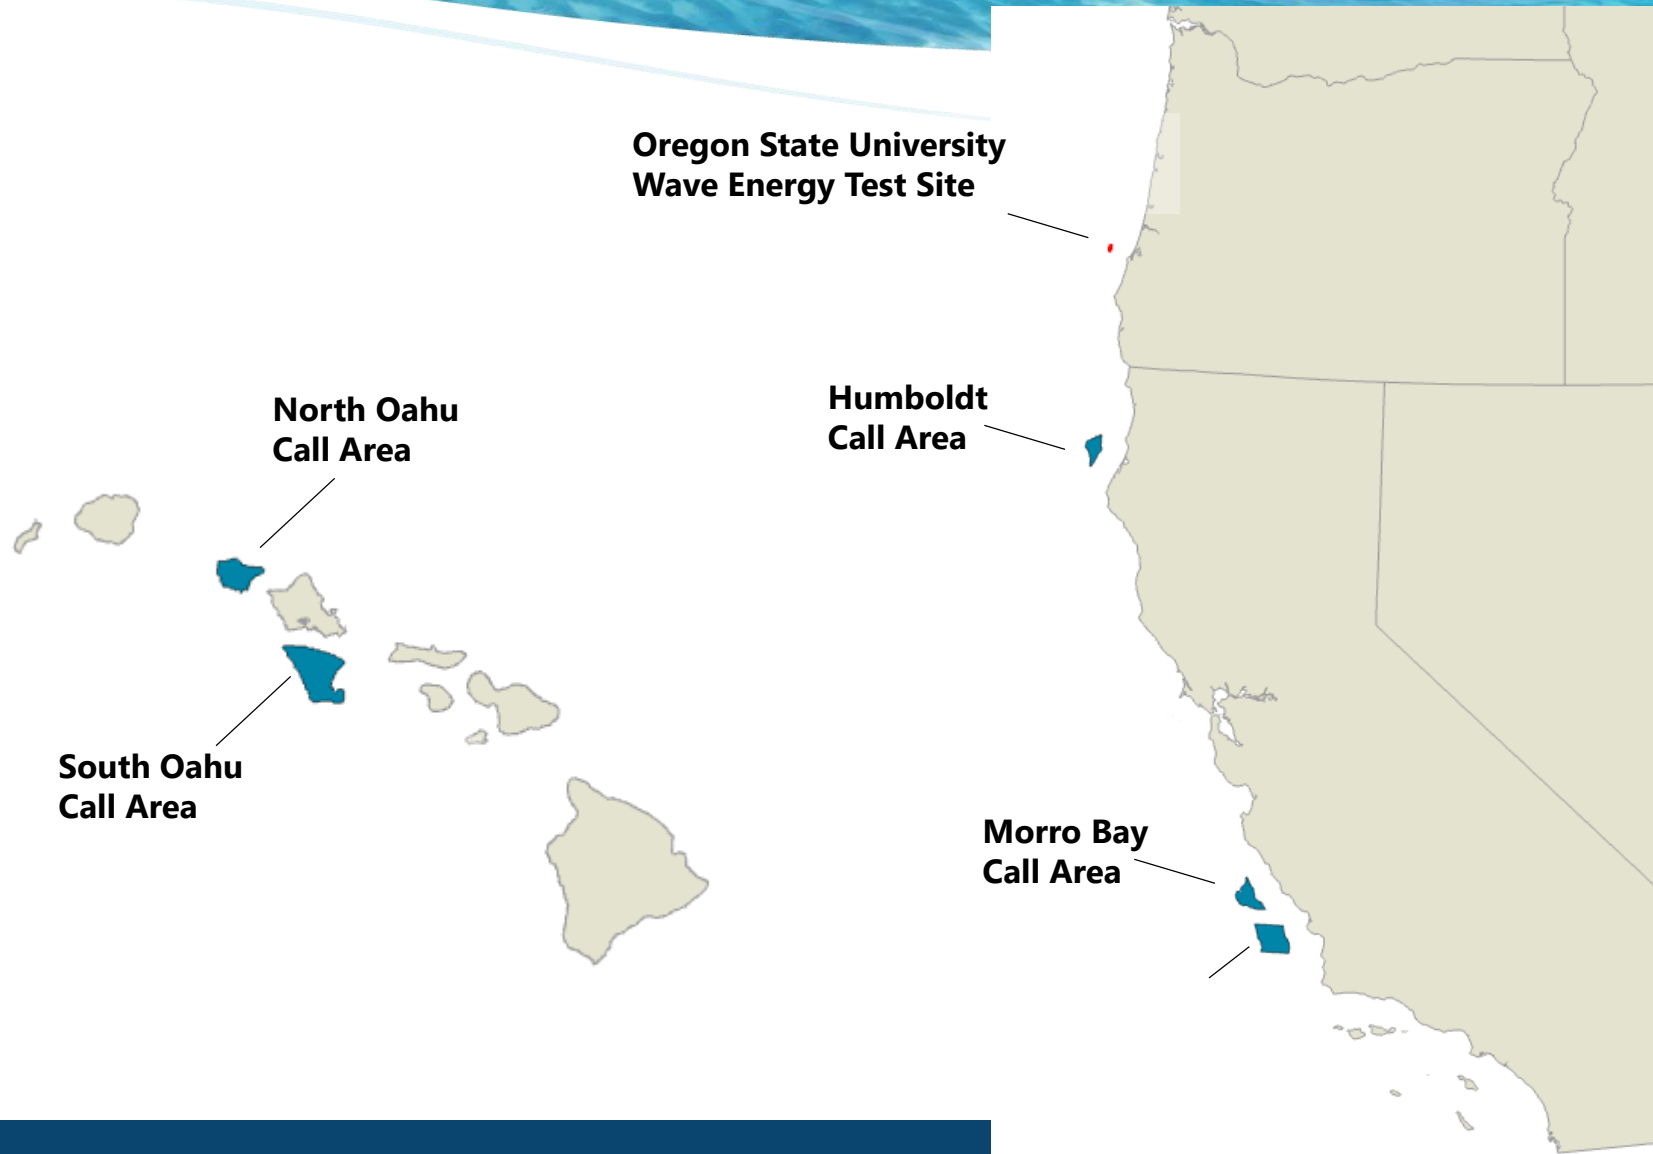 Oregon State University
Wave Energy Test Site
Humboldt
Call Area
North Oahu
Call Area
South Oahu
Call Area
Morro Bay
Call Area